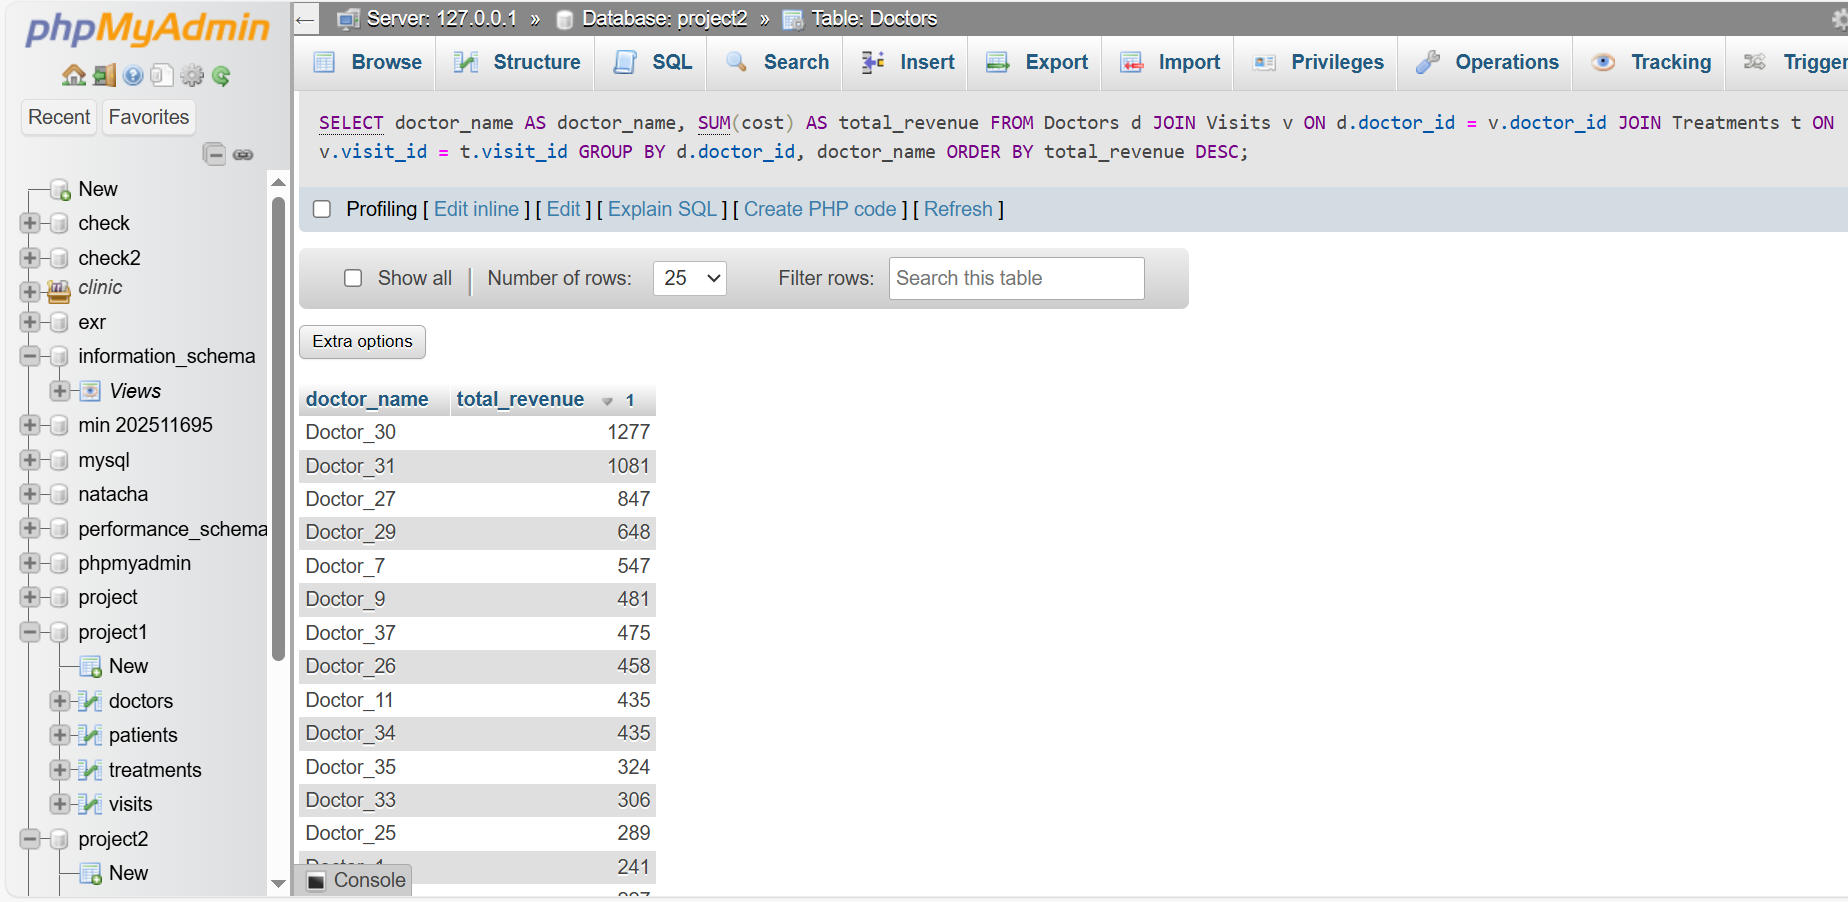 phpMyAdmin
Recent Favorites
New
check
check2
clinic
exr
information_schema
Views
min 202511695
mysql
natacha
performance_schema
phpmyadmin
project
project1
New
doctors
patients
treatments
visits
project2
New
← Server: 127.0.0.1 » Database: project2 » Table: Doctors
Browse Structure SQL Search Insert Export Import Privileges Operations Tracking Trigger
SELECT doctor_name AS doctor_name, SUM(cost) AS total_revenue FROM Doctors d JOIN Visits v ON d.doctor_id = v.doctor_id JOIN Treatments t ON
v.visit_id = t.visit_id GROUP BY d.doctor_id, doctor_name ORDER BY total_revenue DESC;
Profiling [ Edit inline ] [ Edit ] [ Explain SQL ] [ Create PHP code ] [ Refresh ]
Show all | Number of rows: 25 Filter rows: Search this table
Extra options
doctor_name total_revenue 1
Doctor_30 1277
Doctor_31 1081
Doctor_27 847
Doctor_29 648
Doctor_7 547
Doctor_9 481
Doctor_37 475
Doctor_26 458
Doctor_11 435
Doctor_34 435
Doctor_35 324
Doctor_33 306
Doctor_25 289
241
Console